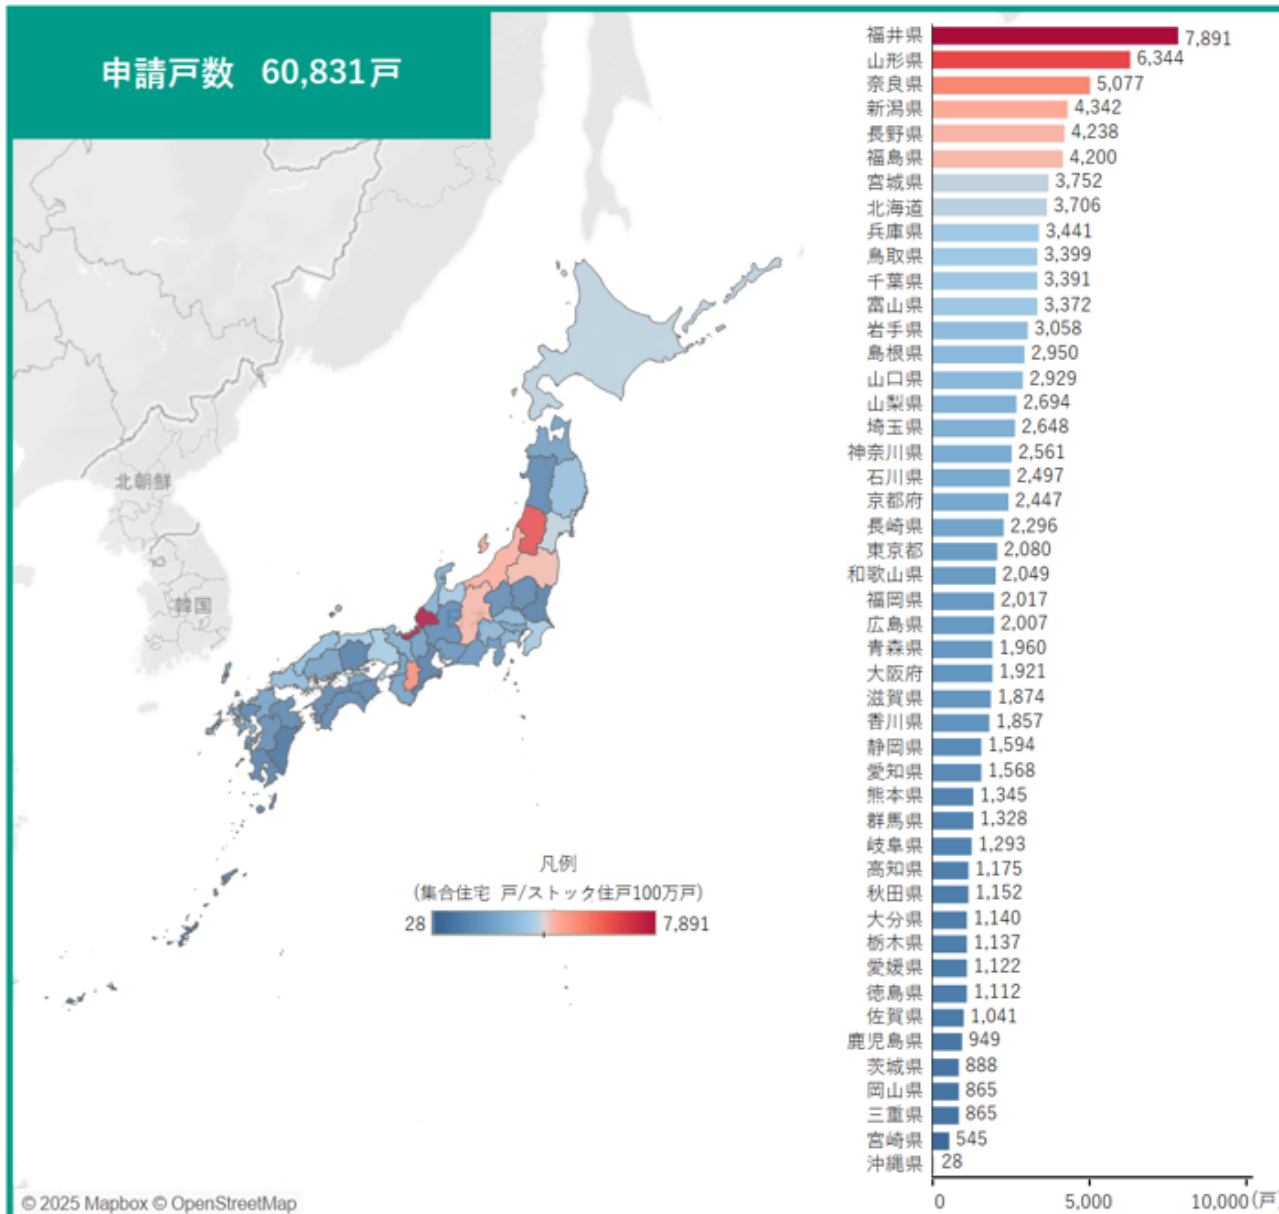 申請戸数 60,831戸
北朝鮮
韓国
凡例
(集合住宅 戸/ストック住戸100万戸)
28 7,891
© 2025 Mapbox © OpenStreetMap
福井県 7,891
山形県 6,344
奈良県 5,077
新潟県 4,342
長野県 4,238
福島県 4,200
宮城県 3,752
北海道 3,706
兵庫県 3,441
鳥取県 3,399
千葉県 3,391
富山県 3,372
岩手県 3,058
島根県 2,950
山口県 2,929
山梨県 2,694
埼玉県 2,648
神奈川県 2,561
石川県 2,497
京都府 2,447
長崎県 2,296
東京都 2,080
和歌山県 2,049
福岡県 2,017
広島県 2,007
青森県 1,960
大阪府 1,921
滋賀県 1,874
香川県 1,857
静岡県 1,594
愛知県 1,568
熊本県 1,345
群馬県 1,328
岐阜県 1,293
高知県 1,175
秋田県 1,152
大分県 1,140
栃木県 1,137
愛媛県 1,122
徳島県 1,112
佐賀県 1,041
鹿児島県 949
茨城県 888
岡山県 865
三重県 865
宮崎県 545
沖縄県 28
0 5,000 10,000(戸)